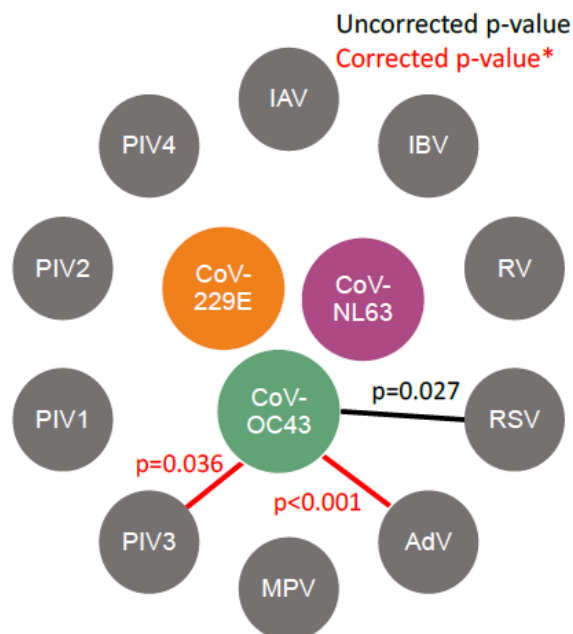 Uncorrected p-value
Corrected p-value*
IAV
PIV4
IBV
PIV2
RV
CoV-
229E
CoV-
NL63
PIV1
CoV-
OC43
p=0.027
RSV
p=0.036
p<0.001
PIV3
AdV
MPV